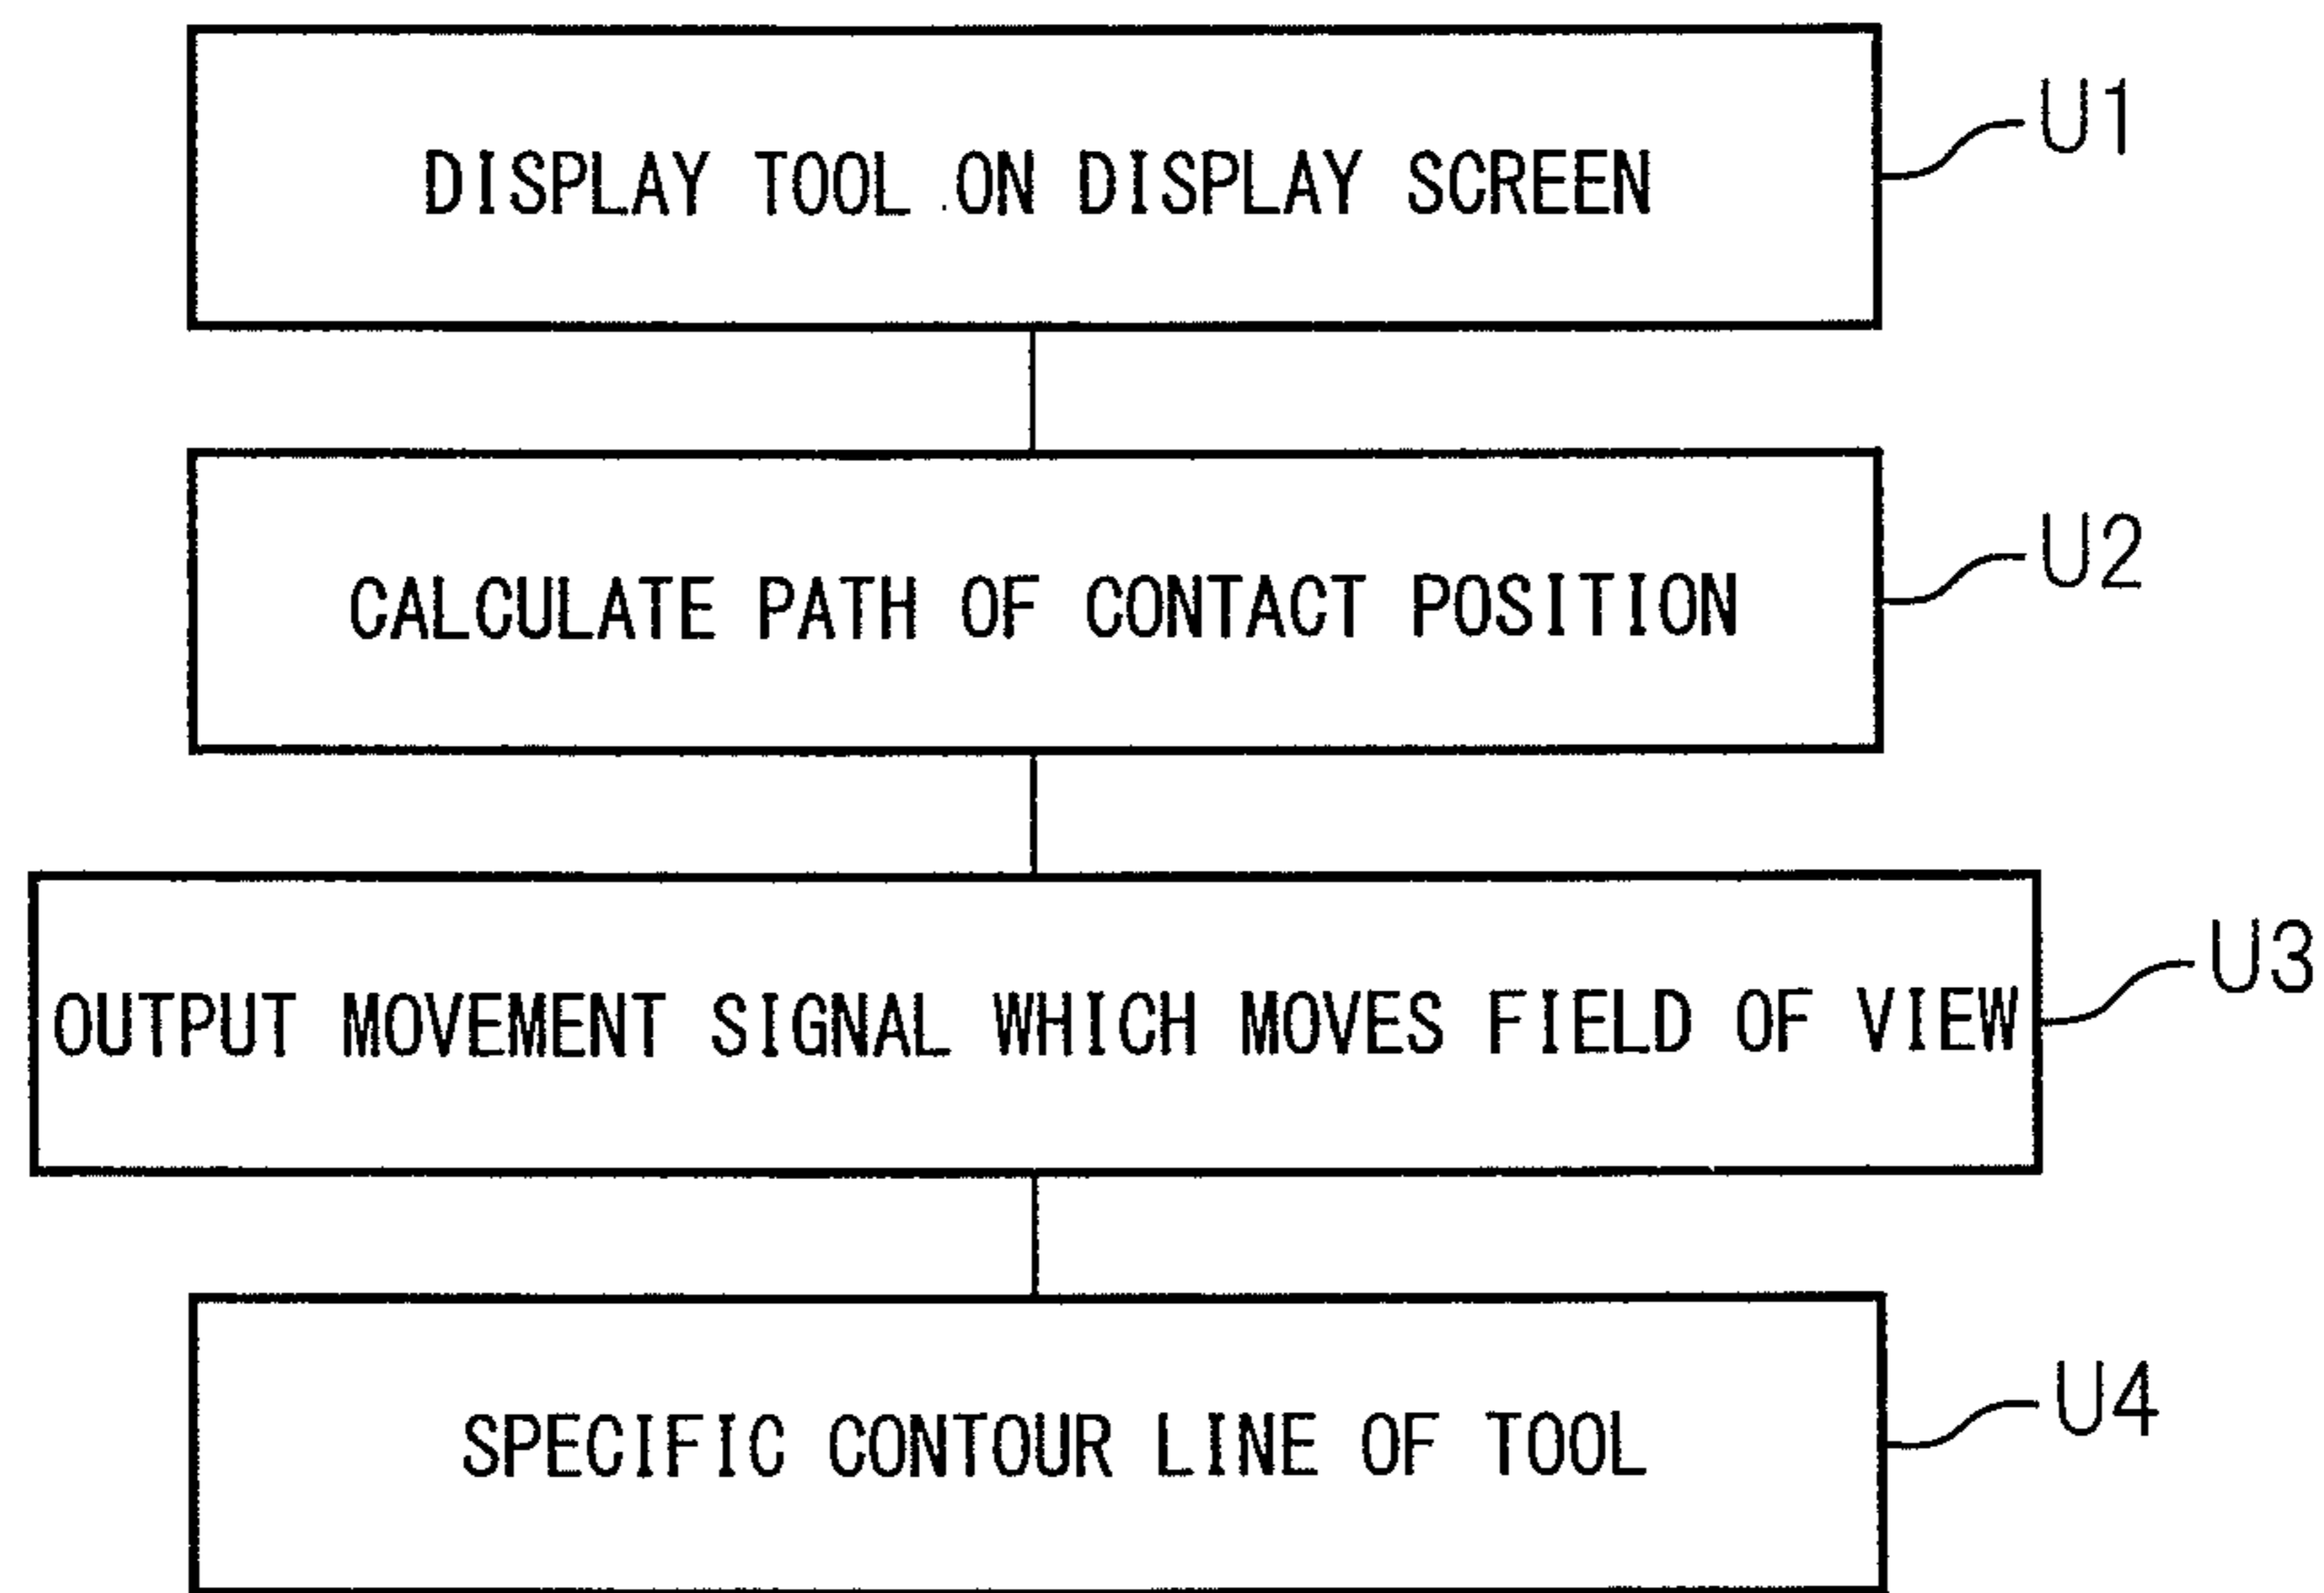 DISPLAY TOOL ON DISPLAY SCREEN
U1
CALCULATE PATH OF CONTACT POSITION
U2
OUTPUT MOVEMENT SIGNAL WHICH MOVES FIELD OF VIEW
U3
SPECIFIC CONTOUR LINE OF TOOL
U4